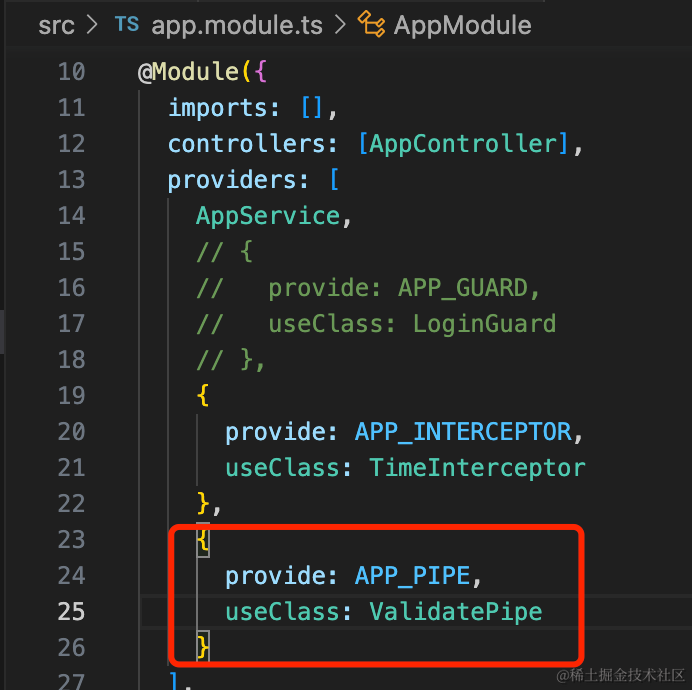 src > TS app.module.ts > AppModule
10 @Module({
11   imports: [],
12   controllers: [AppController],
13   providers: [
14     AppService,
15     // {
16     //   provide: APP_GUARD,
17     //   useClass: LoginGuard
18     // },
19     {
20       provide: APP_INTERCEPTOR,
21       useClass: TimeInterceptor
22     },
23     {
24       provide: APP_PIPE,
25       useClass: ValidatePipe
26     }
27   ],
@稀土掘金技术社区